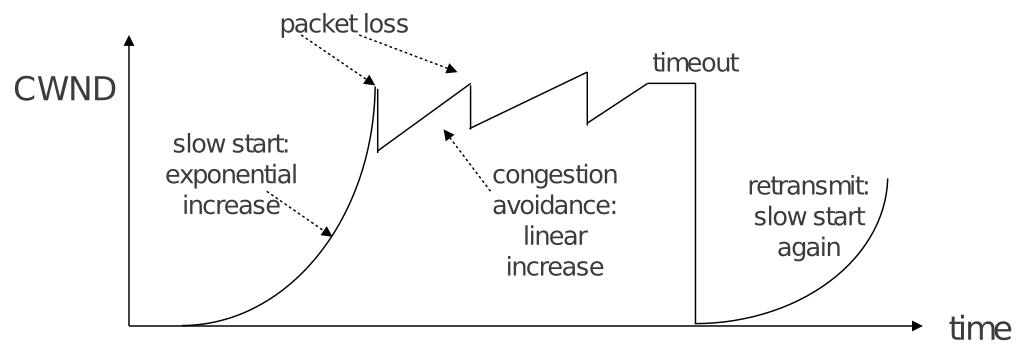 packet loss
timeout
CWND
slow start:
exponential
increase
congestion
avoidance:
linear
increase
retransmit:
slow start
again
time